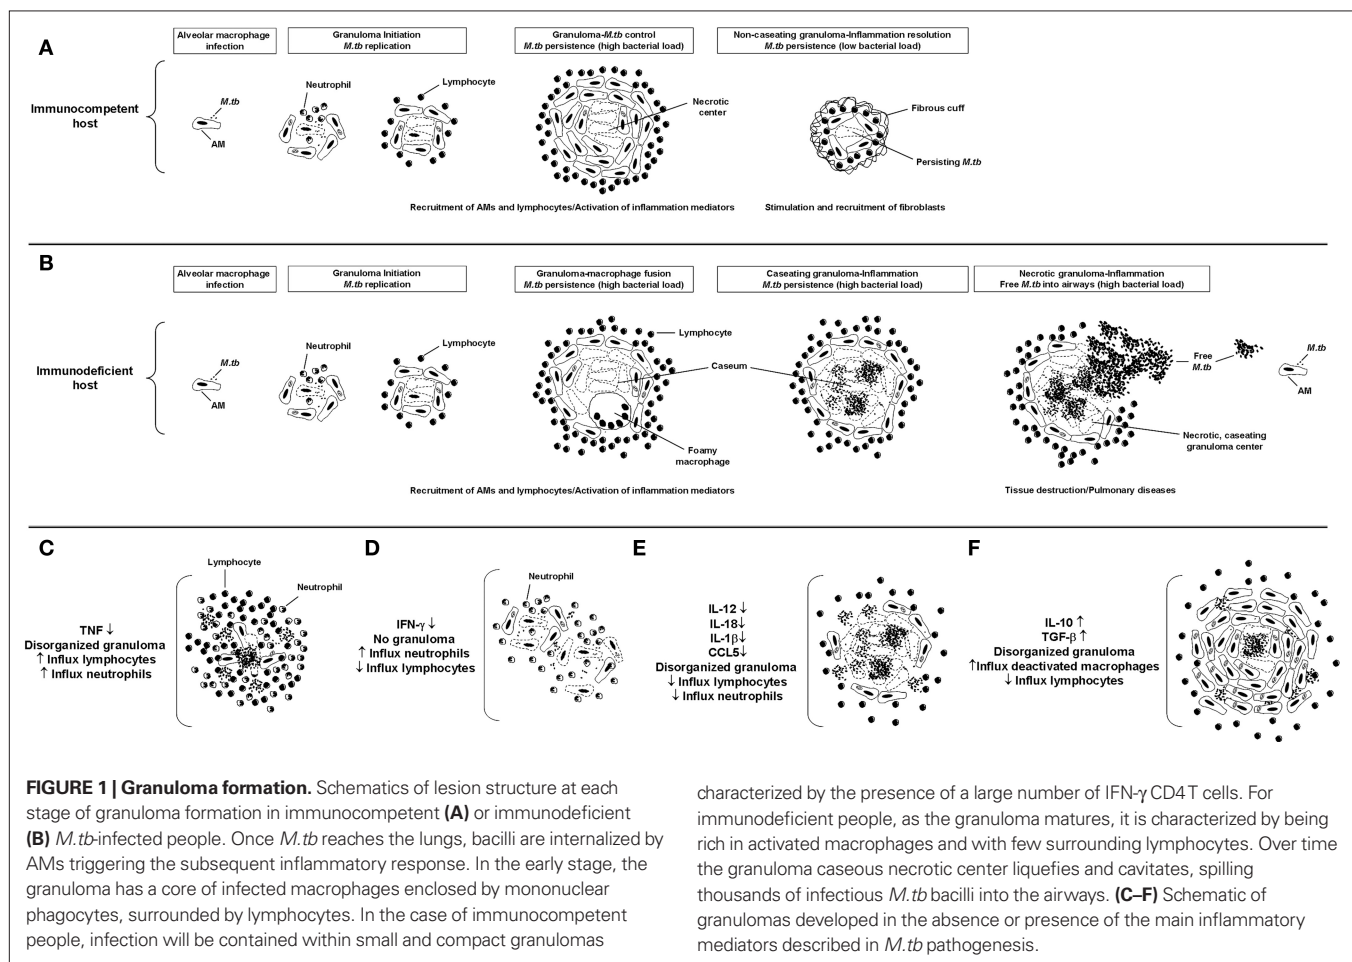 A
Alveolar macrophage
infection
Granuloma Initiation
M.tb replication
Granuloma-M.tb control
M.tb persistence (high bacterial load)
Non-caseating granuloma-Inflammation resolution
M.tb persistence (low bacterial load)
Immunocompetent
host
M.tb
AM
Neutrophil
Lymphocyte
Necrotic
center
Fibrous cuff
Persisting M.tb
Recruitment of AMs and lymphocytes/Activation of inflammation mediators
Stimulation and recruitment of fibroblasts
B
Alveolar macrophage
infection
Granuloma Initiation
M.tb replication
Granuloma-macrophage fusion
M.tb persistence (high bacterial load)
Caseating granuloma-Inflammation
M.tb persistence (high bacterial load)
Necrotic granuloma-Inflammation
Free M.tb into airways (high bacterial load)
Immunodeficient
host
M.tb
AM
Neutrophil
Lymphocyte
Lymphocyte
Caseum
Foamy
macrophage
Free
M.tb
Necrotic, caseating
granuloma center
M.tb
AM
Recruitment of AMs and lymphocytes/Activation of inflammation mediators
Tissue destruction/Pulmonary diseases
C
TNF ↓
Disorganized granuloma
↑ Influx lymphocytes
↑ Influx neutrophils
Lymphocyte
Neutrophil
D
IFN-γ ↓
No granuloma
↑ Influx neutrophils
↓ Influx lymphocytes
Neutrophil
E
IL-12 ↓
IL-18↓
IL-1β↓
CCL5↓
Disorganized granuloma
↓ Influx lymphocytes
↓ Influx neutrophils
F
IL-10 ↑
TGF-β ↑
Disorganized granuloma
↑Influx deactivated macrophages
↓ Influx lymphocytes
FIGURE 1 | Granuloma formation. Schematics of lesion structure at each
stage of granuloma formation in immunocompetent (A) or immunodeficient
(B) M.tb-infected people. Once M.tb reaches the lungs, bacilli are internalized by
AMs triggering the subsequent inflammatory response. In the early stage, the
granuloma has a core of infected macrophages enclosed by mononuclear
phagocytes, surrounded by lymphocytes. In the case of immunocompetent
people, infection will be contained within small and compact granulomas
characterized by the presence of a large number of IFN-γ CD4 T cells. For
immunodeficient people, as the granuloma matures, it is characterized by being
rich in activated macrophages and with few surrounding lymphocytes. Over time
the granuloma caseous necrotic center liquefies and cavitates, spilling
thousands of infectious M.tb bacilli into the airways. (C–F) Schematic of
granulomas developed in the absence or presence of the main inflammatory
mediators described in M.tb pathogenesis.